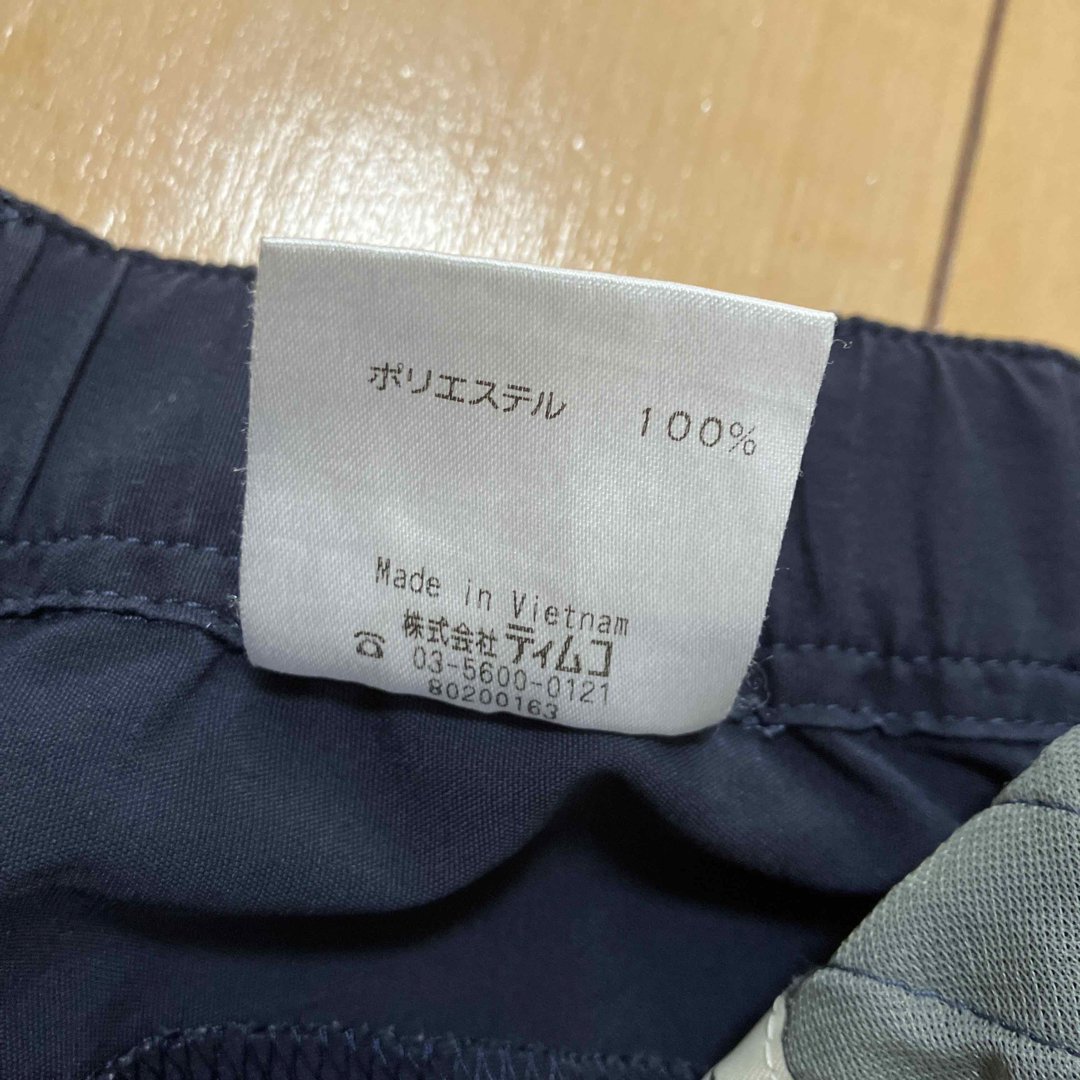 ポリエステル 100%
Made in Vietnam
株式会社 ティムコ
☎ 03-5600-0121
80200163